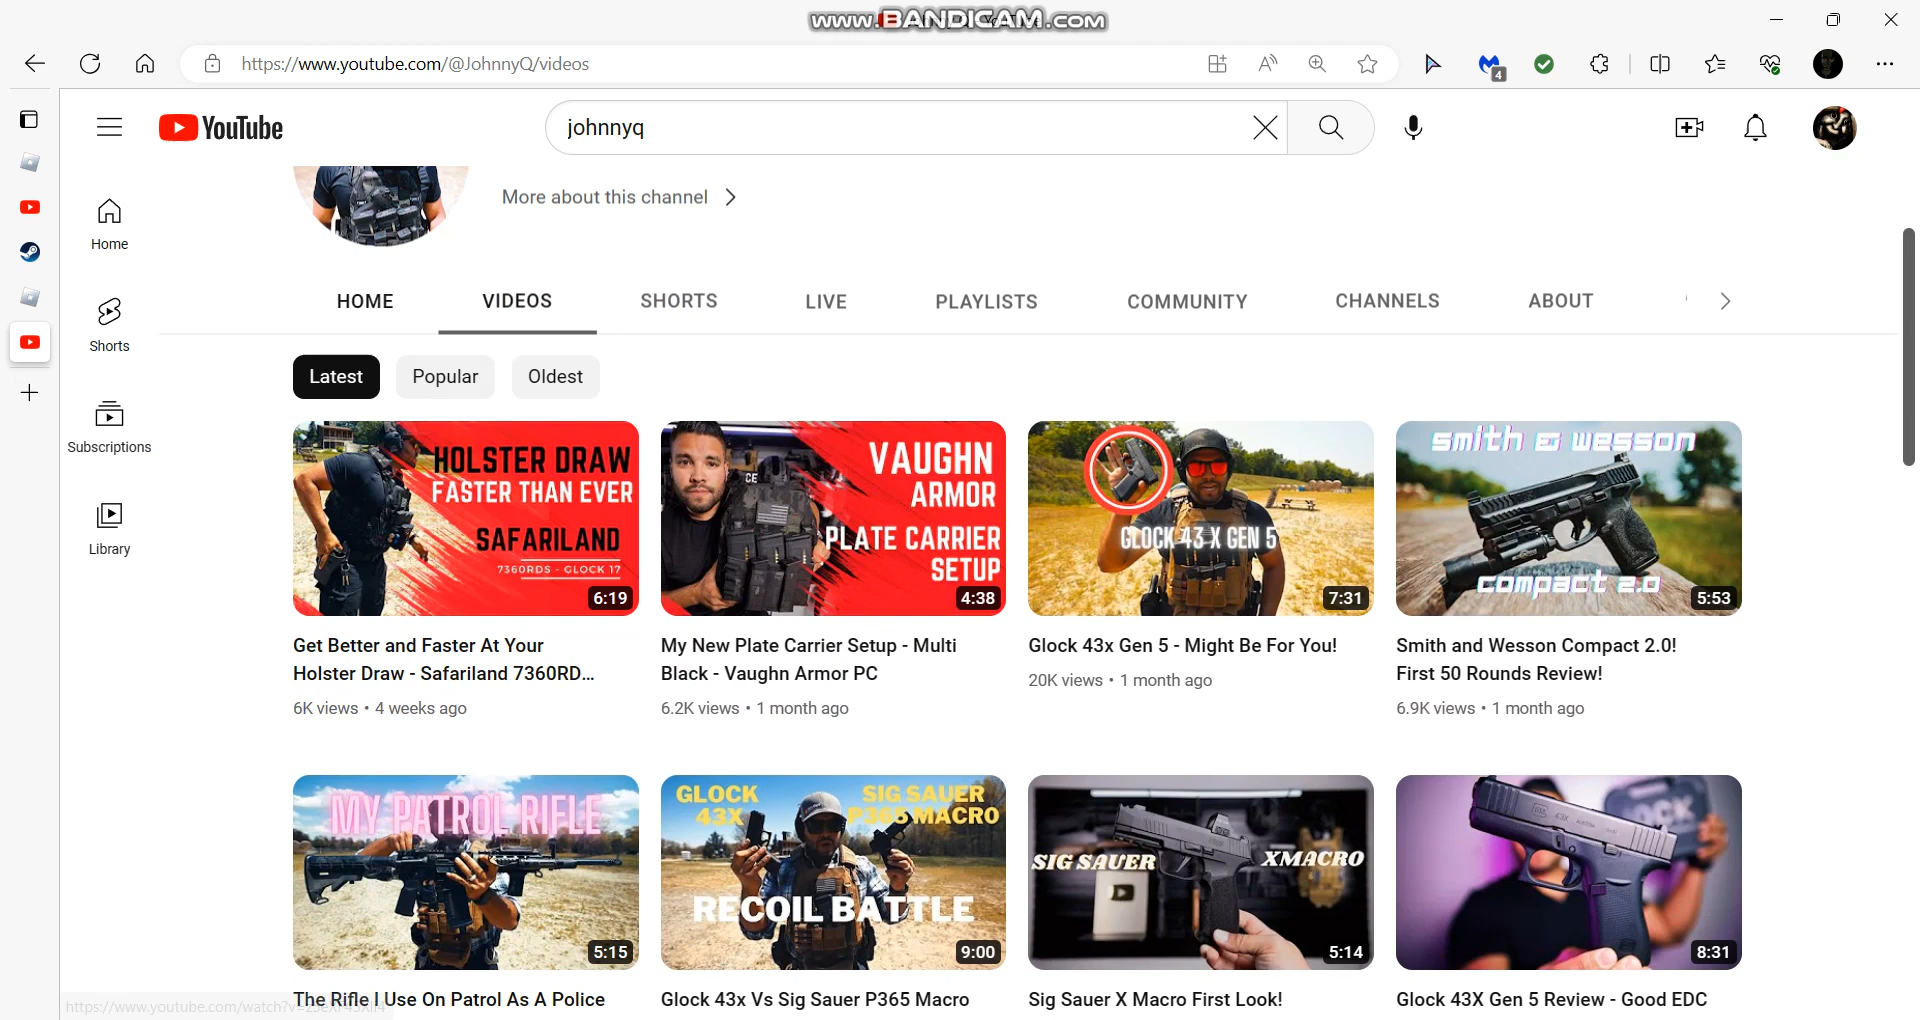 www.BANDICAM.com
https://www.youtube.com/@JohnnyQ/videos
4
YouTube
johnnyq
More about this channel
Home
Shorts
Subscriptions
Library
HOME
VIDEOS
SHORTS
LIVE
PLAYLISTS
COMMUNITY
CHANNELS
ABOUT
Latest
Popular
Oldest
HOLSTER DRAW
FASTER THAN EVER
SAFARILAND
7360RDS - GLOCK 17
6:19
Get Better and Faster At Your
Holster Draw - Safariland 7360RD...
6K views • 4 weeks ago
VAUGHN
ARMOR
PLATE CARRIER
SETUP
4:38
My New Plate Carrier Setup - Multi
Black - Vaughn Armor PC
6.2K views • 1 month ago
GLOCK 43 X GEN 5
7:31
Glock 43x Gen 5 - Might Be For You!
20K views • 1 month ago
Smith & Wesson
Compact 2.0
5:53
Smith and Wesson Compact 2.0!
First 50 Rounds Review!
6.9K views • 1 month ago
MY PATROL RIFLE
5:15
The Rifle I Use On Patrol As A Police
GLOCK
43X
SIG SAUER
P365 MACRO
RECOIL BATTLE
9:00
Glock 43x Vs Sig Sauer P365 Macro
SIG SAUER
XMACRO
5:14
Sig Sauer X Macro First Look!
43X
8:31
Glock 43X Gen 5 Review - Good EDC
https://www.youtube.com/watch?v=